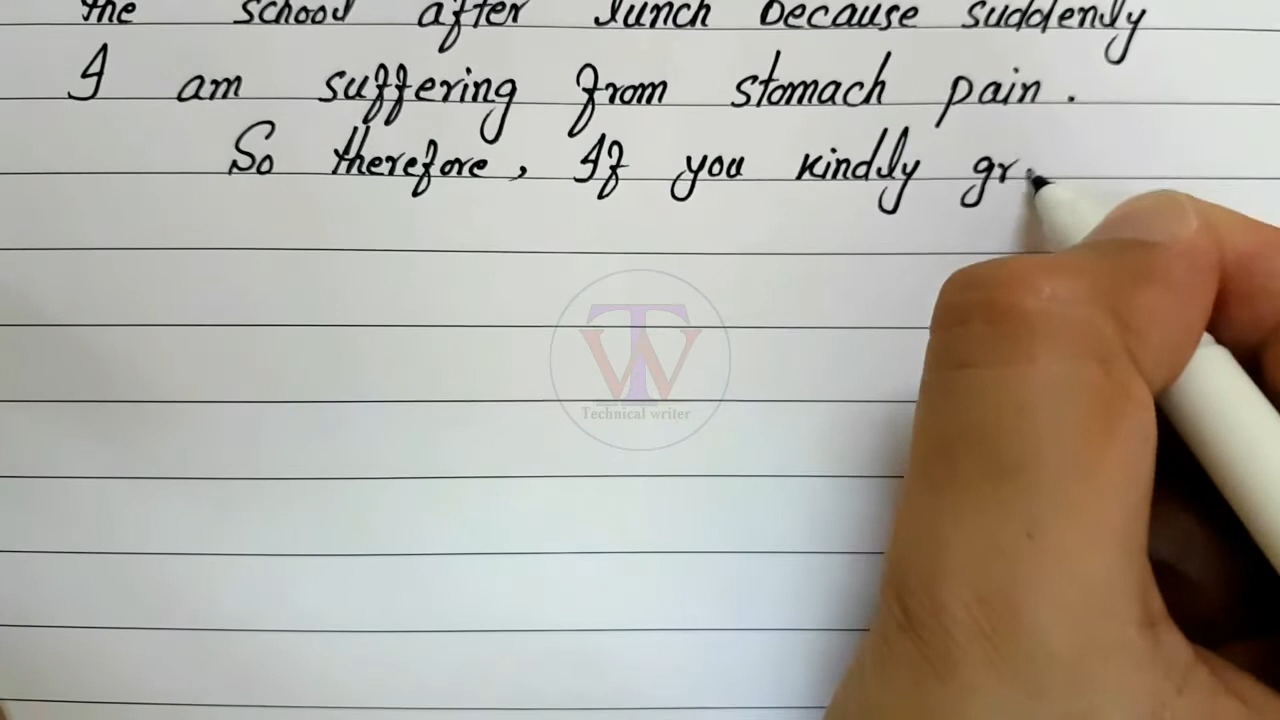 the school after lunch because suddenly
I am suffering from stomach pain.
So therefore, If you kindly gr
TW
Technical writer